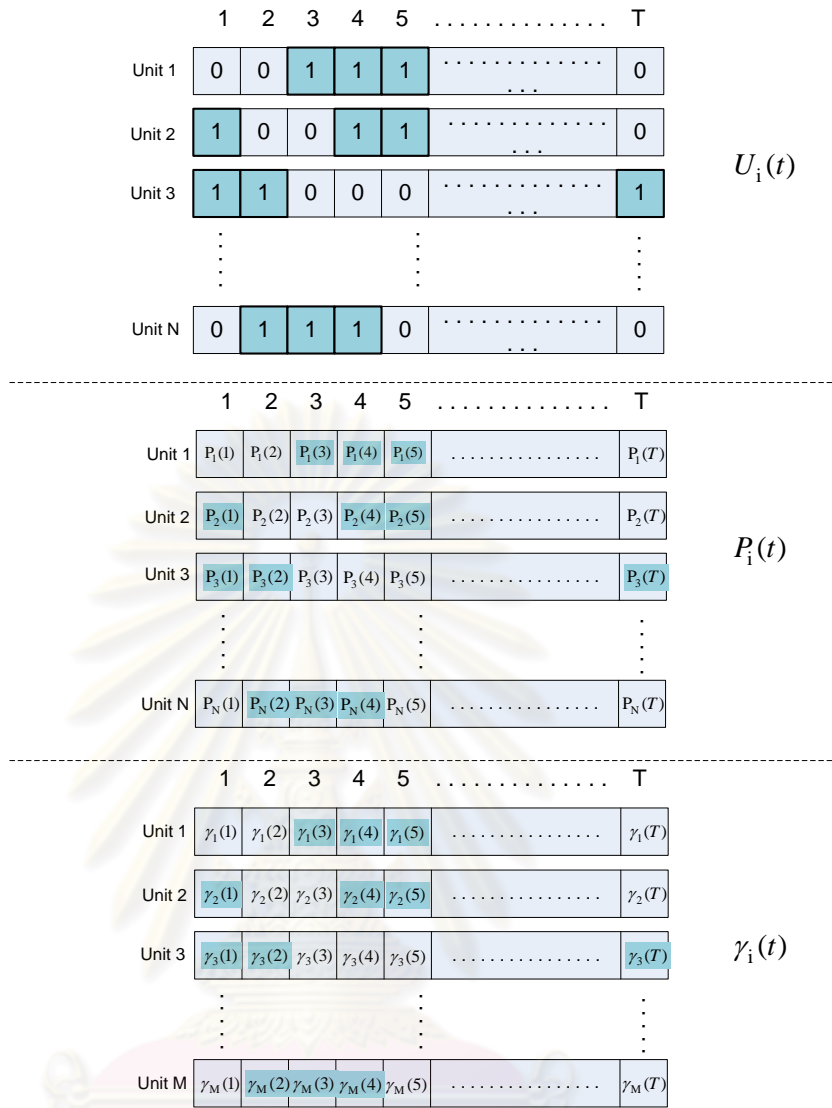 1 2 3 4 5 . . . . . . . . . . . . . . . T
Unit 1 0 0 1 1 1 . . . . . . . . . . . . . . . . . 0
Unit 2 1 0 0 1 1 . . . . . . . . . . . . . . . . . 0
U_i(t)
Unit 3 1 1 0 0 0 . . . . . . . . . . . . . . . . . 1
Unit N 0 1 1 1 0 . . . . . . . . . . . . . . . . . 0
1 2 3 4 5 . . . . . . . . . . . . . . . T
Unit 1 P_1(1) P_1(2) P_1(3) P_1(4) P_1(5) . . . . . . . . . . . . . . . . P_1(T)
Unit 2 P_2(1) P_2(2) P_2(3) P_2(4) P_2(5) . . . . . . . . . . . . . . . . P_2(T)
P_i(t)
Unit 3 P_3(1) P_3(2) P_3(3) P_3(4) P_3(5) . . . . . . . . . . . . . . . . P_3(T)
Unit N P_N(1) P_N(2) P_N(3) P_N(4) P_N(5) . . . . . . . . . . . . . . . . P_N(T)
1 2 3 4 5 . . . . . . . . . . . . . . . T
Unit 1 γ_1(1) γ_1(2) γ_1(3) γ_1(4) γ_1(5) . . . . . . . . . . . . . . . . γ_1(T)
Unit 2 γ_2(1) γ_2(2) γ_2(3) γ_2(4) γ_2(5) . . . . . . . . . . . . . . . . γ_2(T)
Unit 3 γ_3(1) γ_3(2) γ_3(3) γ_3(4) γ_3(5) . . . . . . . . . . . . . . . . γ_3(T)
γ_i(t)
Unit M γ_M(1) γ_M(2) γ_M(3) γ_M(4) γ_M(5) . . . . . . . . . . . . . . . . γ_M(T)